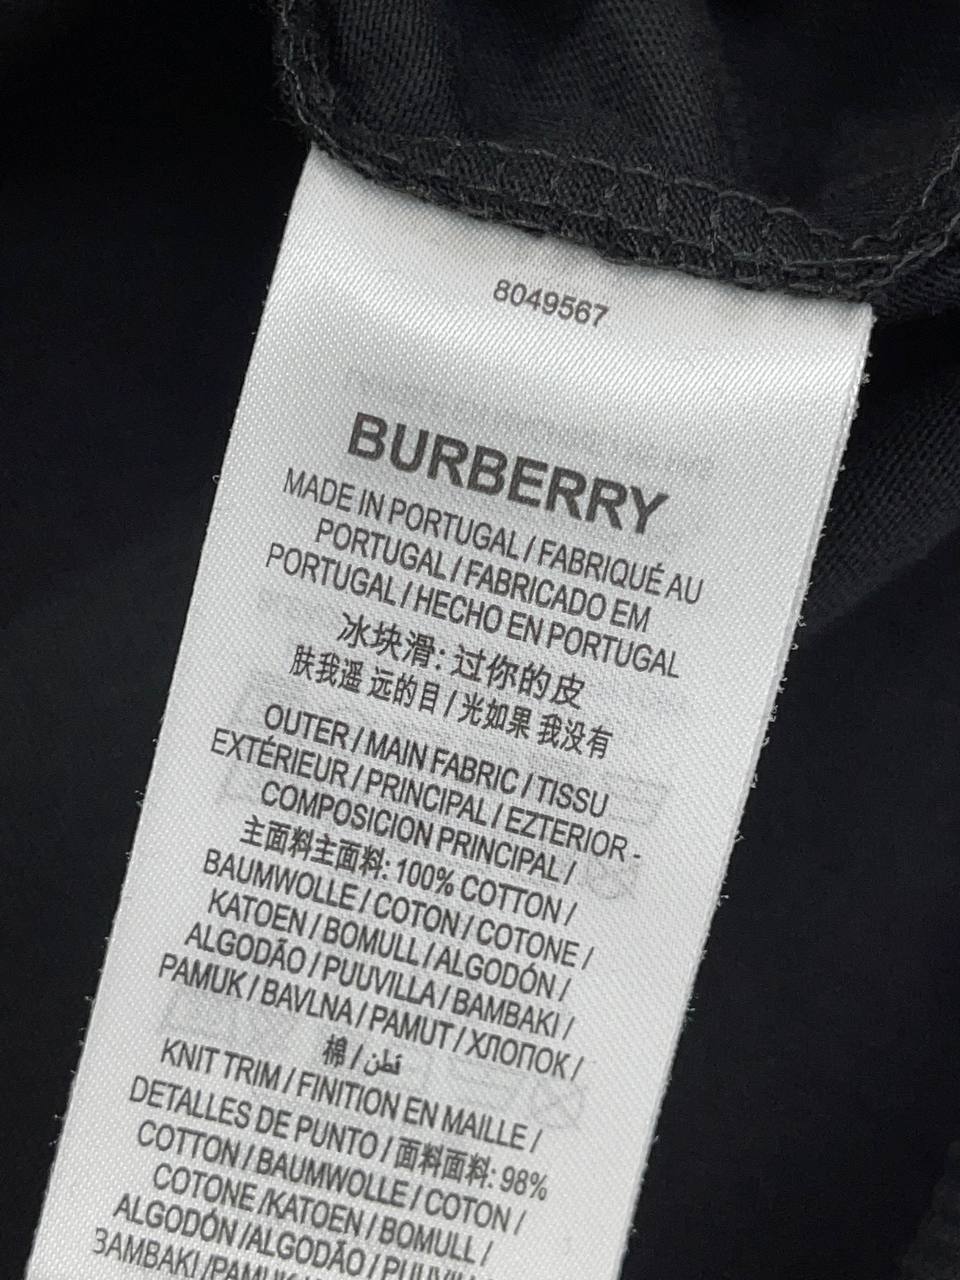 8049567
BURBERRY
MADE IN PORTUGAL / FABRIQUÉ AU
PORTUGAL / FABRICADO EM
PORTUGAL / HECHO EN PORTUGAL
冰块滑: 过你的皮
肤我遥 远的目 / 光如果 我没有
OUTER / MAIN FABRIC / TISSU
EXTÉRIEUR / PRINCIPAL / EZTERIOR -
COMPOSICION PRINCIPAL /
主面料主面料: 100% COTTON /
BAUMWOLLE / COTON / COTONE /
KATOEN / BOMULL / ALGODÓN /
ALGODÃO / PUUVILLA / BAMBAKI /
PAMUK / BAVLNA / PAMUT / ХЛОПОК /
棉 / قطن
KNIT TRIM / FINITION EN MAILLE /
DETALLES DE PUNTO / 面料面料: 98%
COTTON / BAUMWOLLE / COTON /
COTONE /KATOEN / BOMULL /
ALGODÓN /ALGODÃO / PUUVILLA /
BAMBAKI /PAMUK /